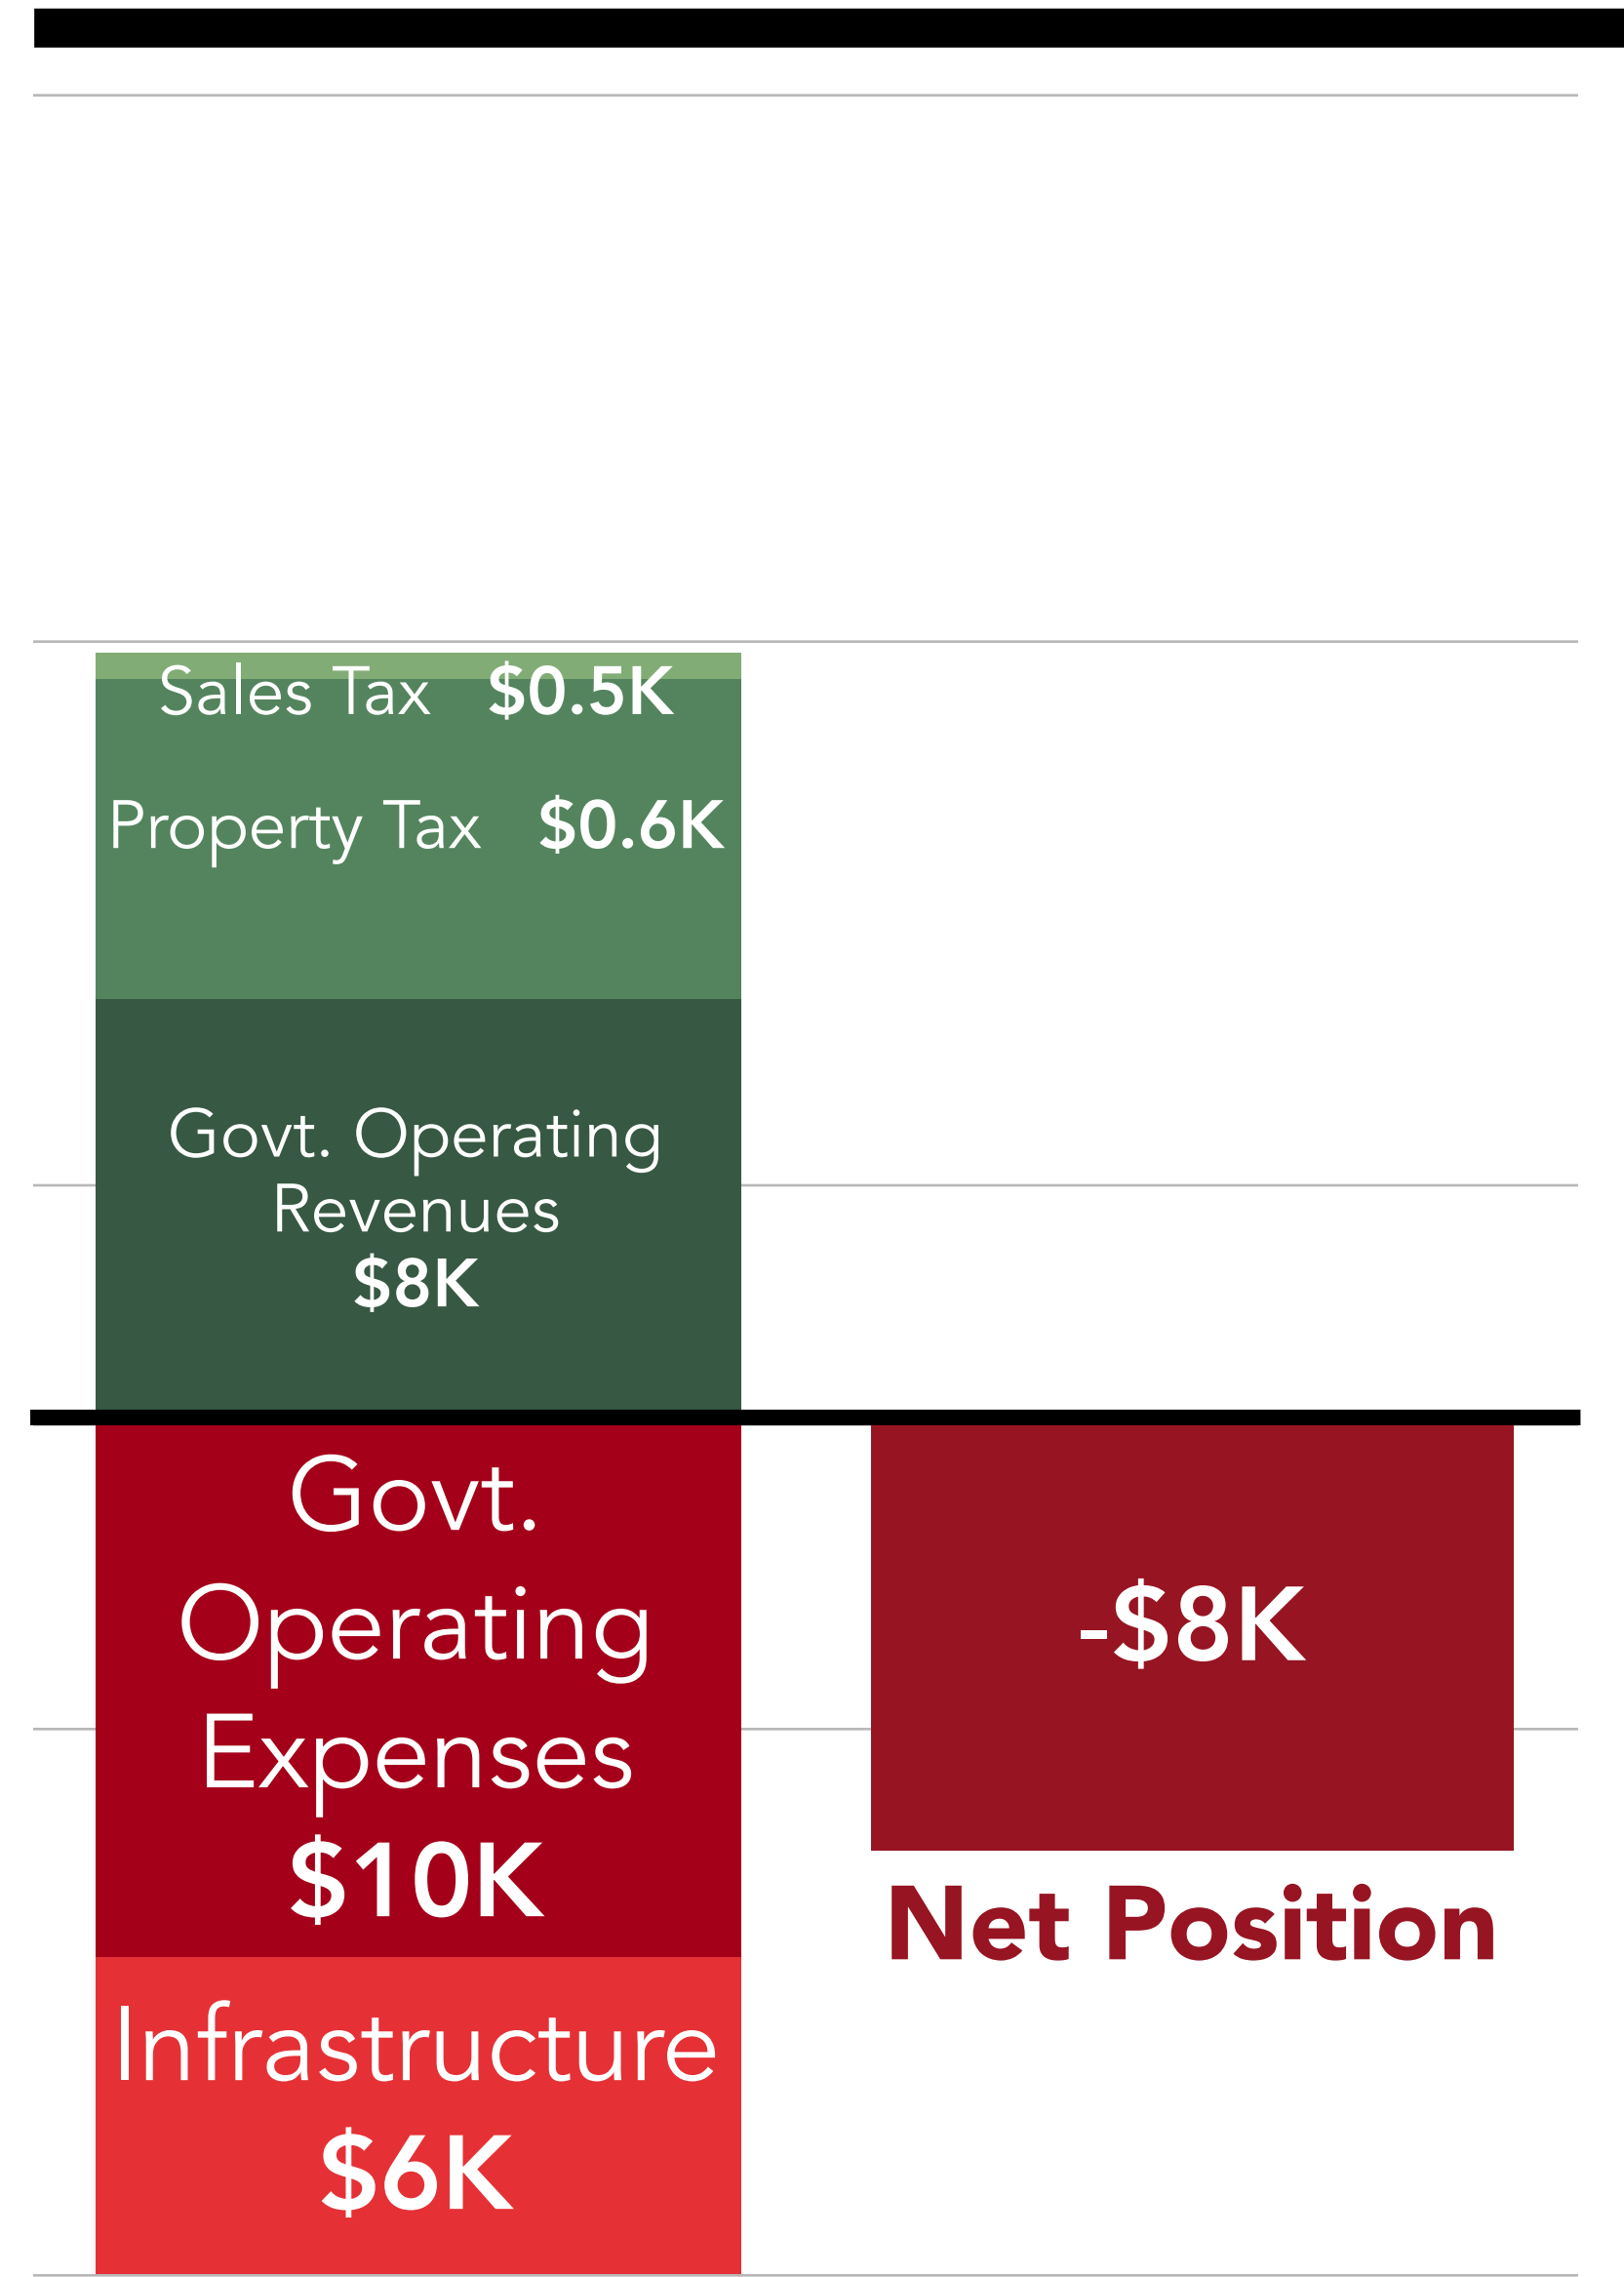 Sales Tax $0.5K
Property Tax $0.6K
Govt. Operating
Revenues
$8K
Govt.
Operating
Expenses
$10K
Infrastructure
$6K
-$8K
Net Position